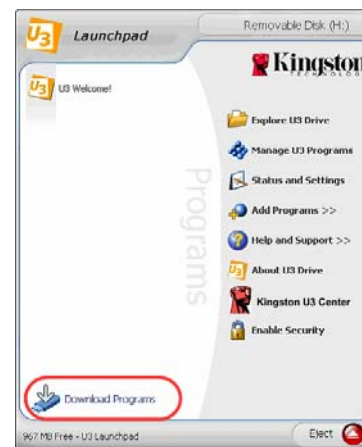 U3 Launchpad
Removable Disk (H:)
Kingston
TECHNOLOGY
U3 U3 Welcome!
Explore U3 Drive
Manage U3 Programs
Status and Settings
Add Programs >>
Help and Support >>
U3 About U3 Drive
Kingston U3 Center
Enable Security
Programs
Download Programs
967 MB Free - U3 Launchpad
Eject